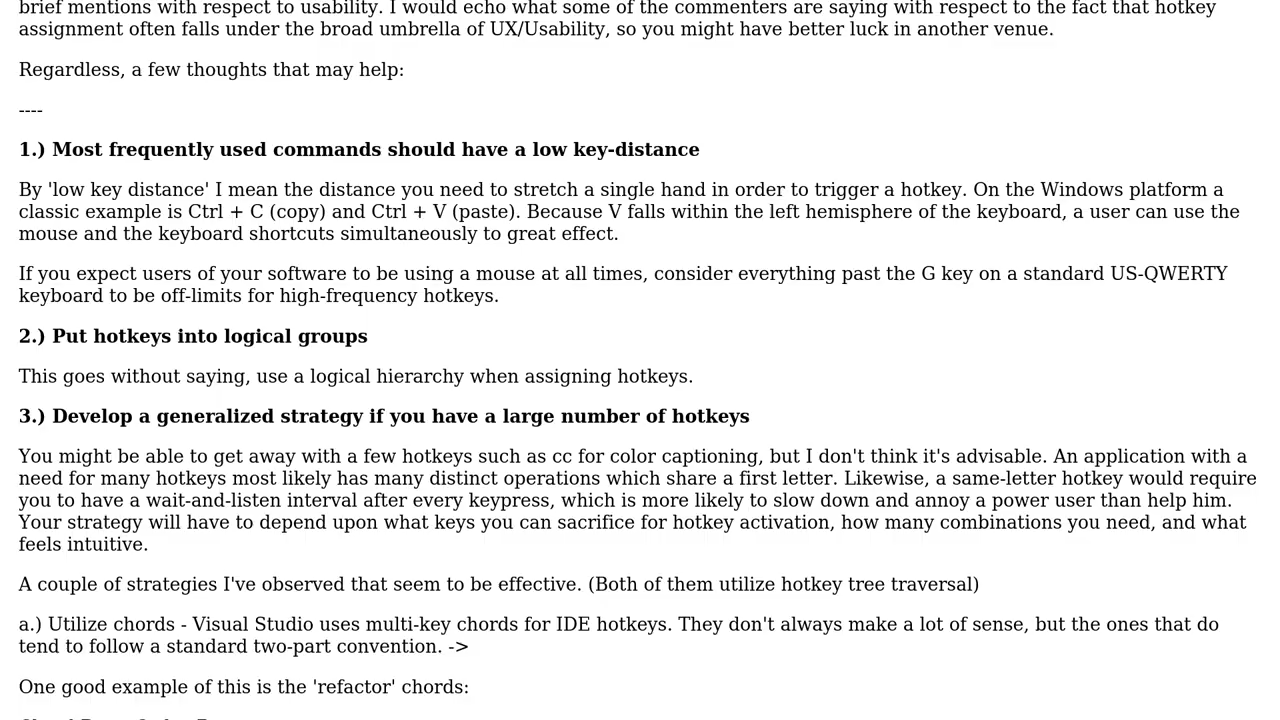 brief mentions with respect to usability. I would echo what some of the commenters are saying with respect to the fact that hotkey
assignment often falls under the broad umbrella of UX/Usability, so you might have better luck in another venue.
Regardless, a few thoughts that may help:
----
1.) Most frequently used commands should have a low key-distance
By 'low key distance' I mean the distance you need to stretch a single hand in order to trigger a hotkey. On the Windows platform a
classic example is Ctrl + C (copy) and Ctrl + V (paste). Because V falls within the left hemisphere of the keyboard, a user can use the
mouse and the keyboard shortcuts simultaneously to great effect.
If you expect users of your software to be using a mouse at all times, consider everything past the G key on a standard US-QWERTY
keyboard to be off-limits for high-frequency hotkeys.
2.) Put hotkeys into logical groups
This goes without saying, use a logical hierarchy when assigning hotkeys.
3.) Develop a generalized strategy if you have a large number of hotkeys
You might be able to get away with a few hotkeys such as cc for color captioning, but I don't think it's advisable. An application with a
need for many hotkeys most likely has many distinct operations which share a first letter. Likewise, a same-letter hotkey would require
you to have a wait-and-listen interval after every keypress, which is more likely to slow down and annoy a power user than help him.
Your strategy will have to depend upon what keys you can sacrifice for hotkey activation, how many combinations you need, and what
feels intuitive.
A couple of strategies I've observed that seem to be effective. (Both of them utilize hotkey tree traversal)
a.) Utilize chords - Visual Studio uses multi-key chords for IDE hotkeys. They don't always make a lot of sense, but the ones that do
tend to follow a standard two-part convention. ->
One good example of this is the 'refactor' chords: